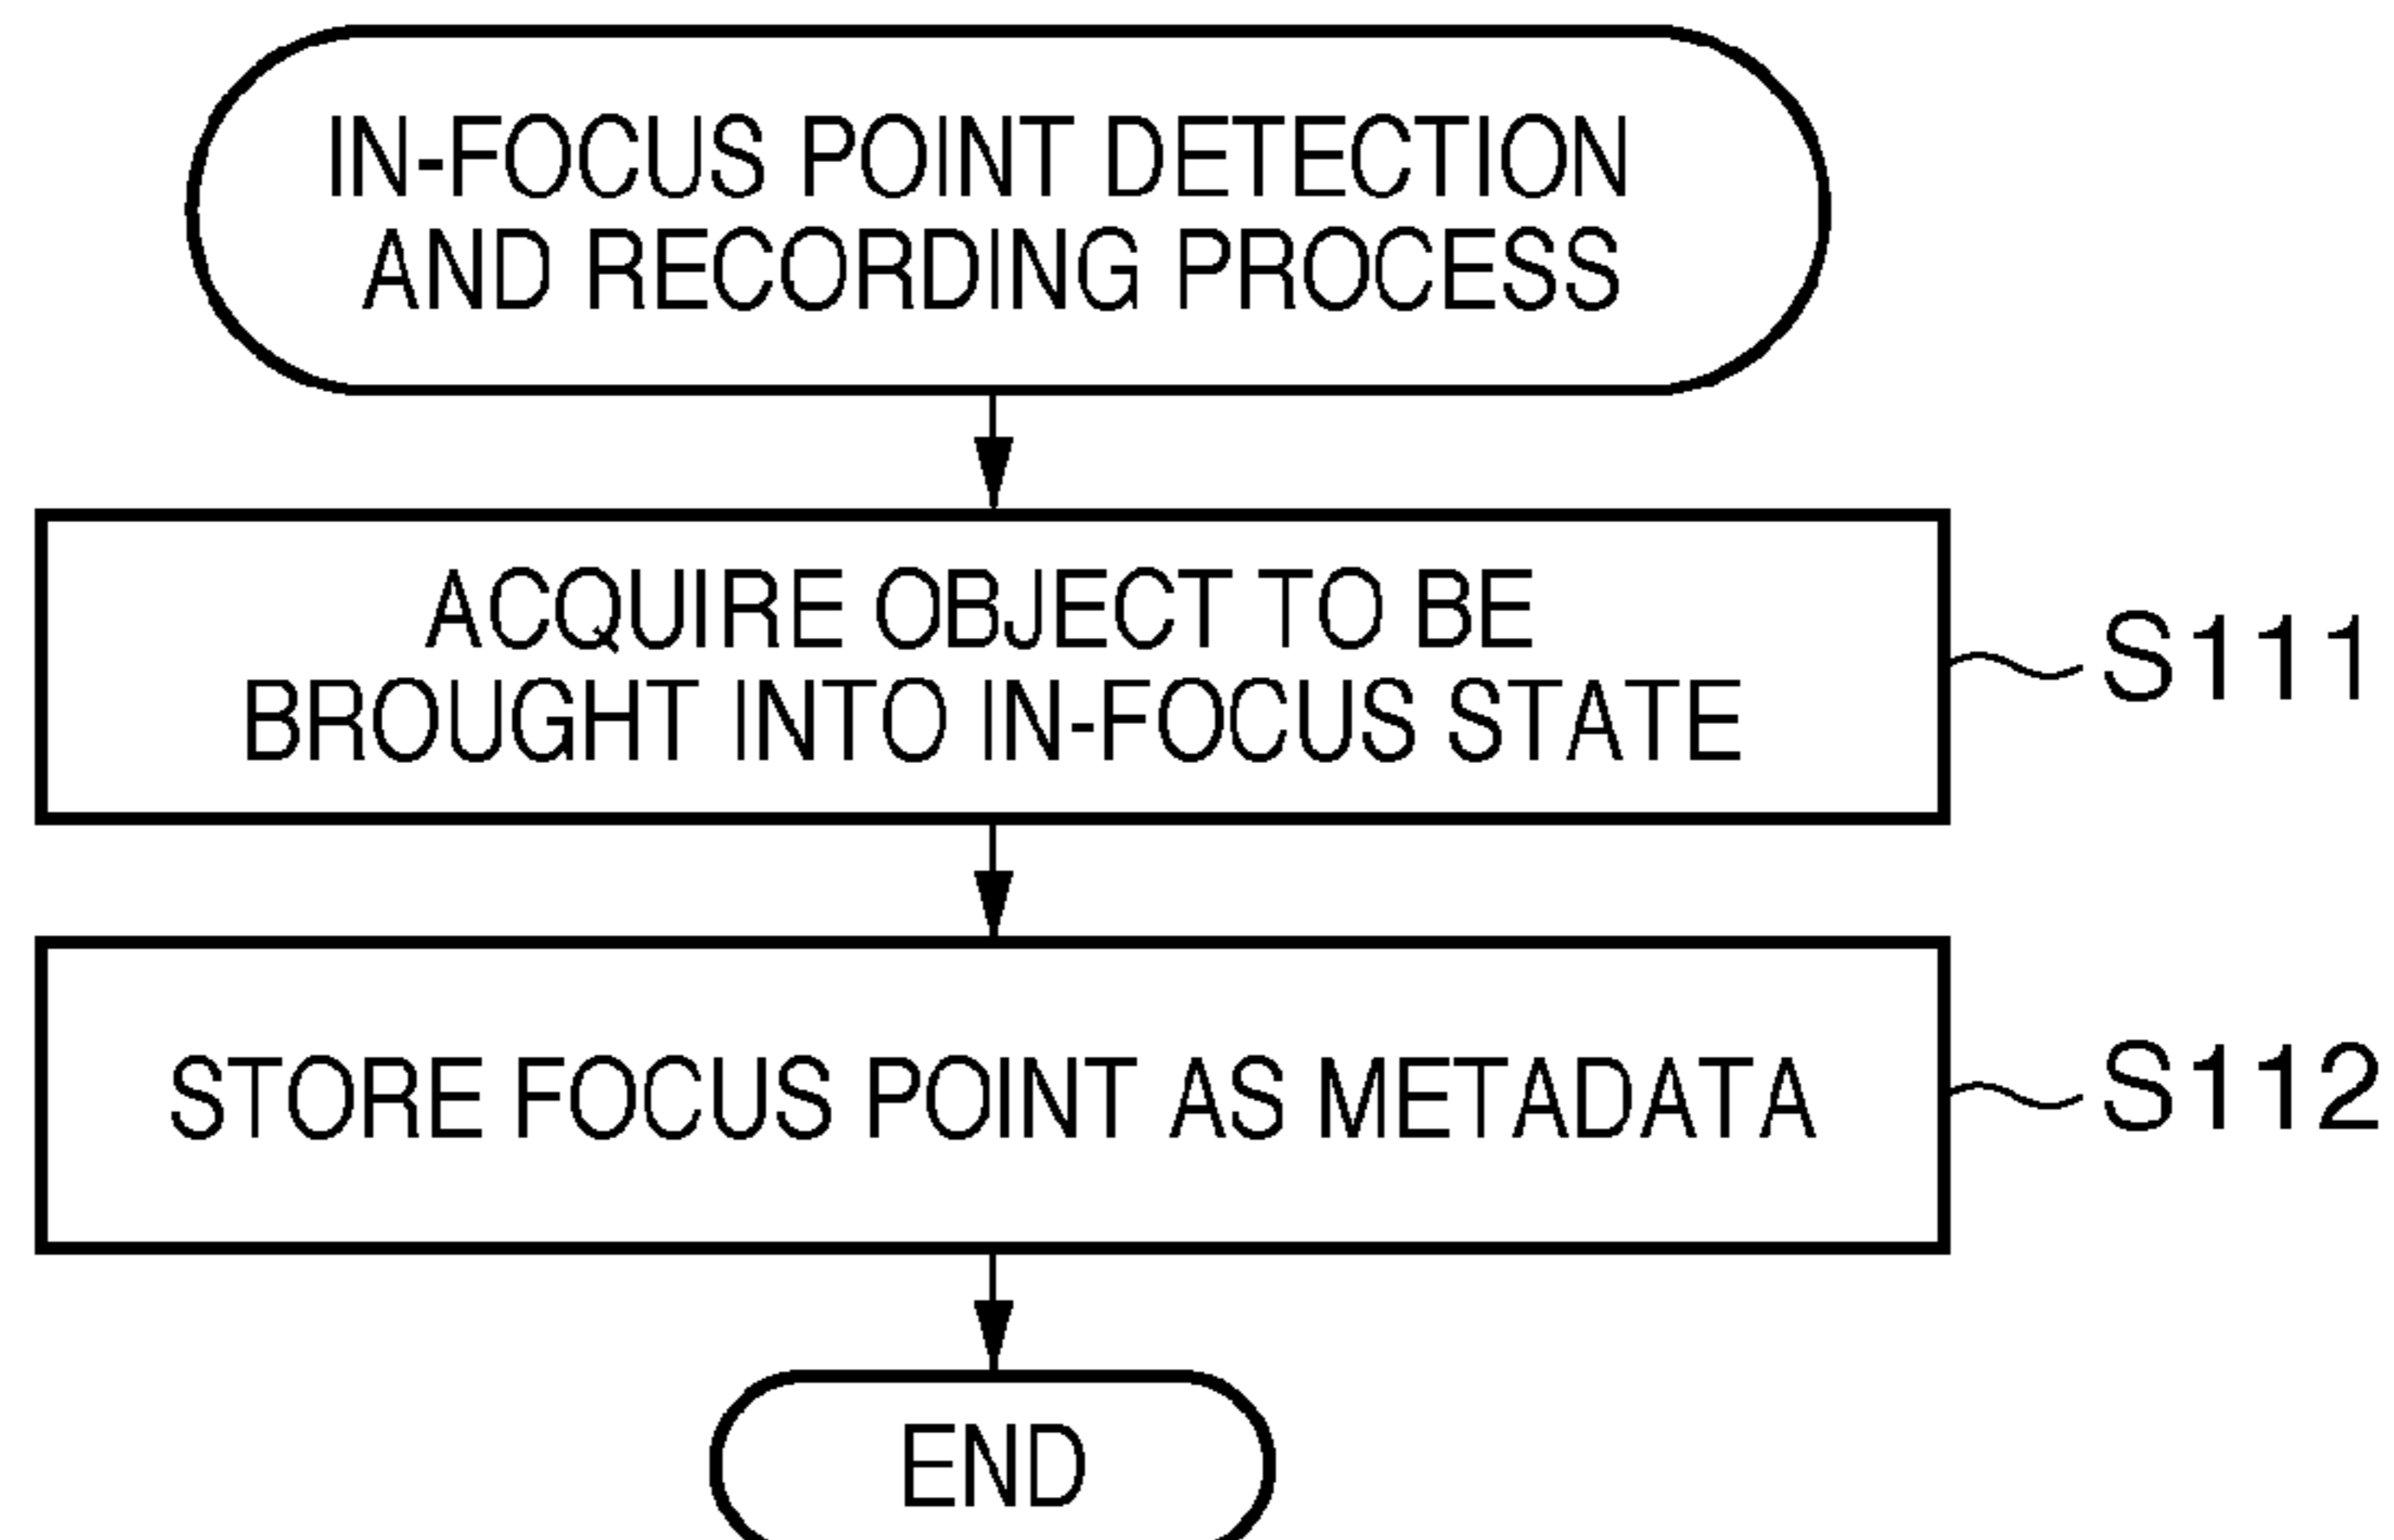 IN-FOCUS POINT DETECTION
AND RECORDING PROCESS
ACQUIRE OBJECT TO BE
BROUGHT INTO IN-FOCUS STATE
S111
STORE FOCUS POINT AS METADATA
S112
END